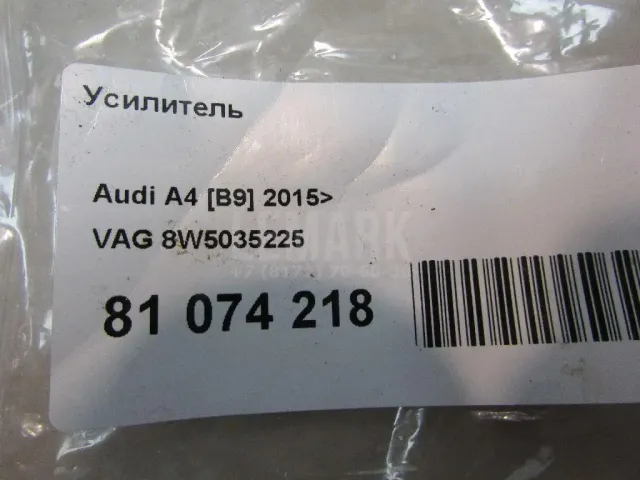 Усилитель
Audi A4 [B9] 2015>
VAG 8W5035225
81 074 218